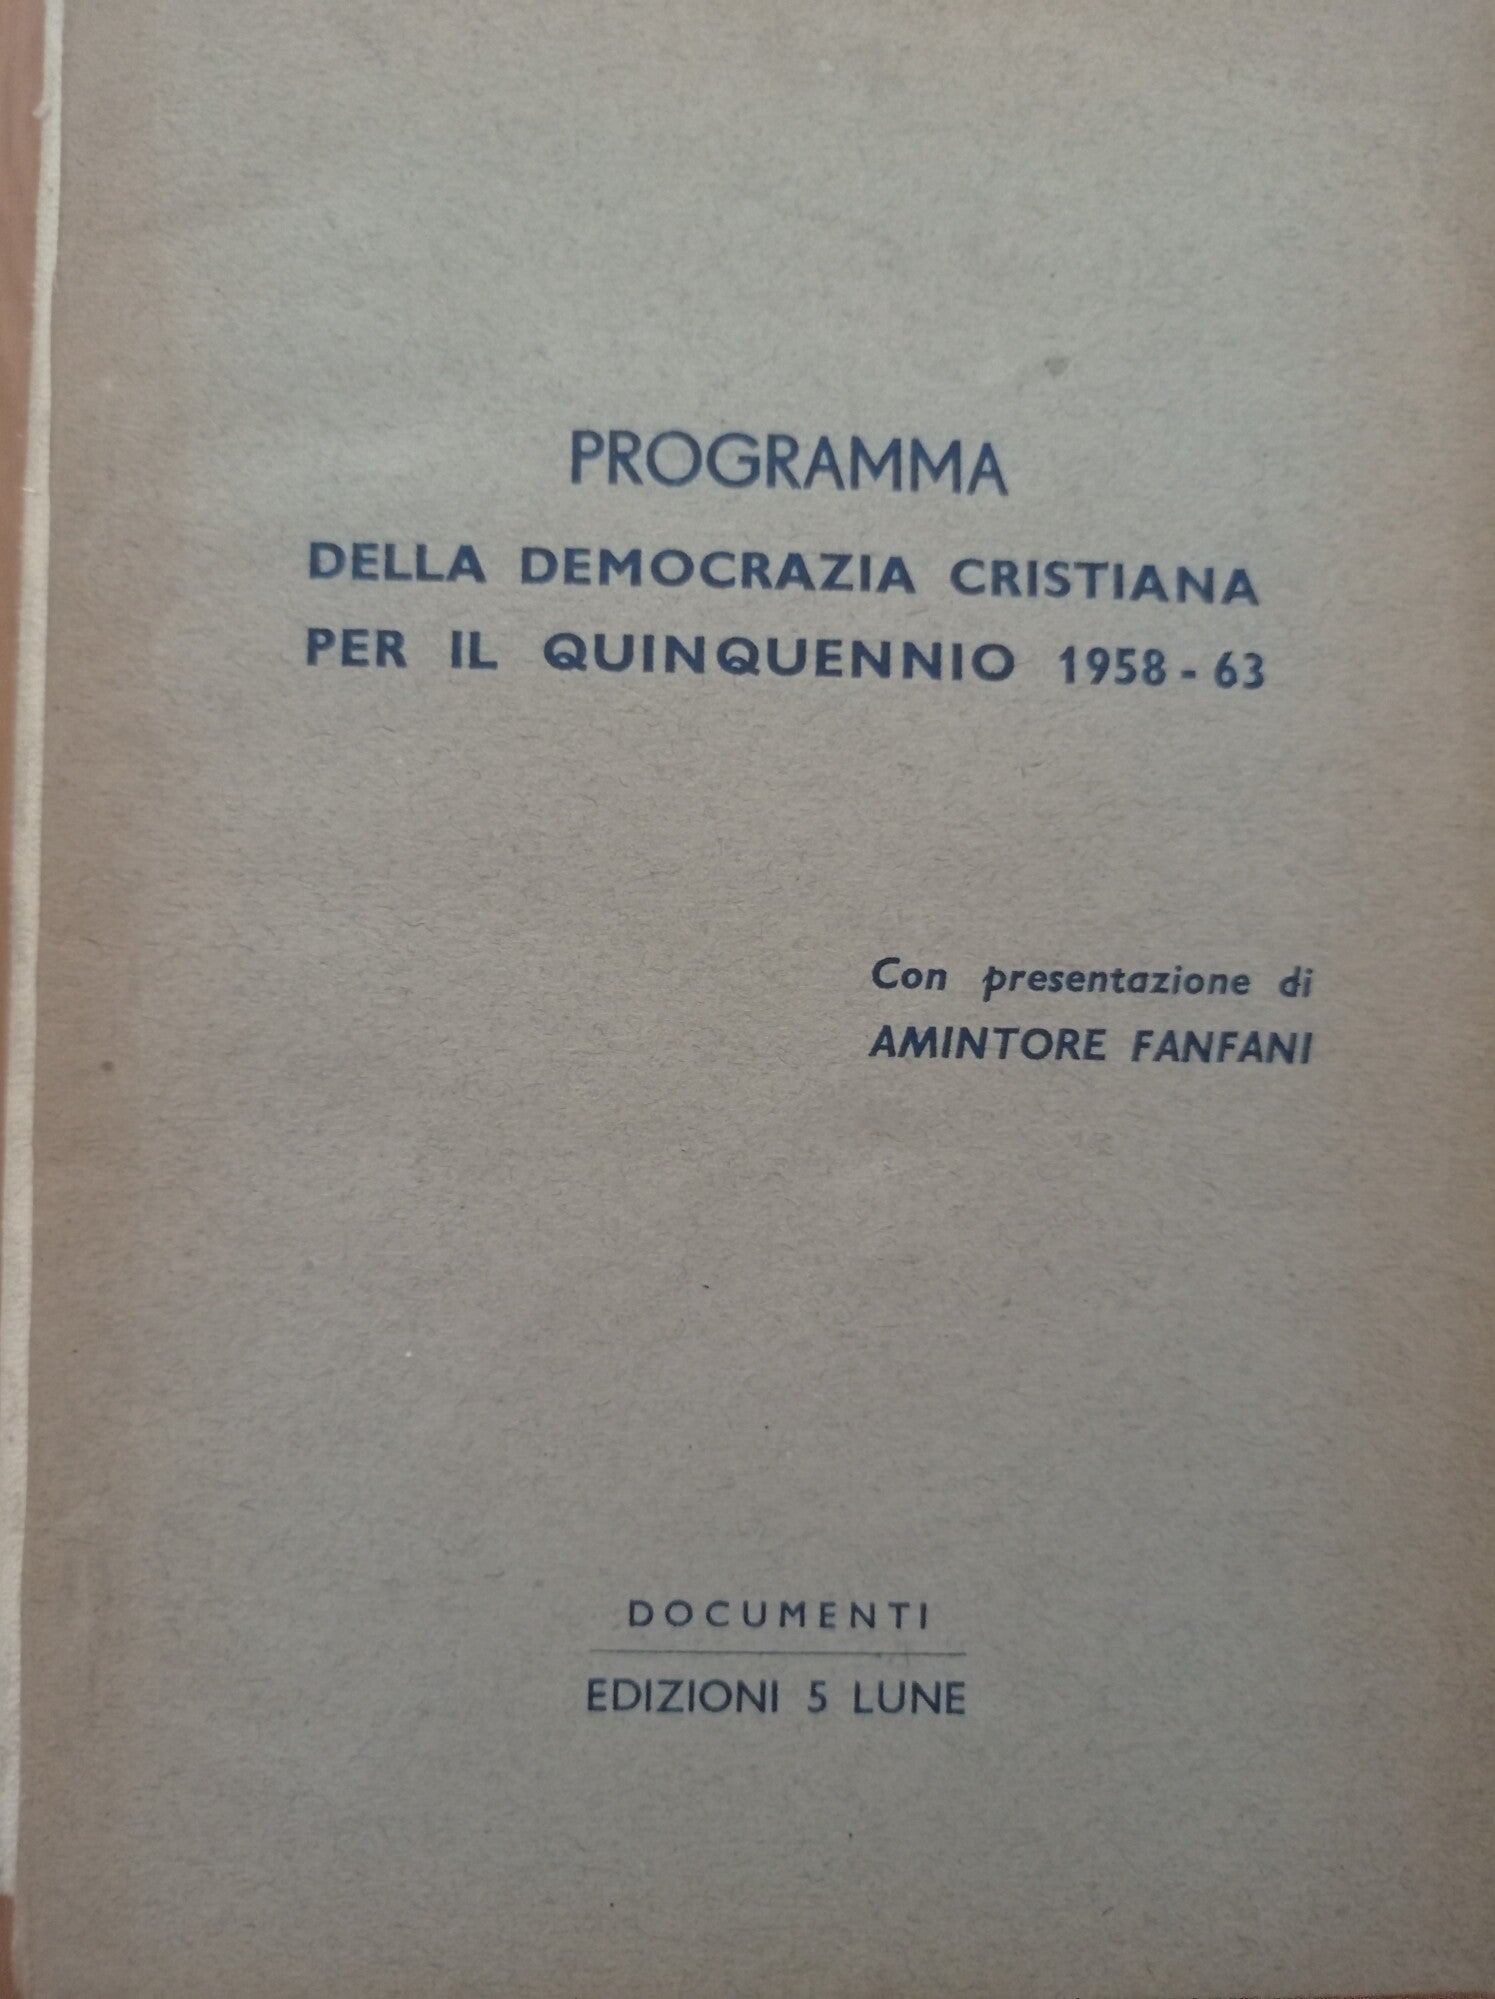 PROGRAMMA
DELLA DEMOCRAZIA CRISTIANA
PER IL QUINQUENNIO 1958 - 63
Con presentazione di
AMINTORE FANFANI
DOCUMENTI
EDIZIONI 5 LUNE